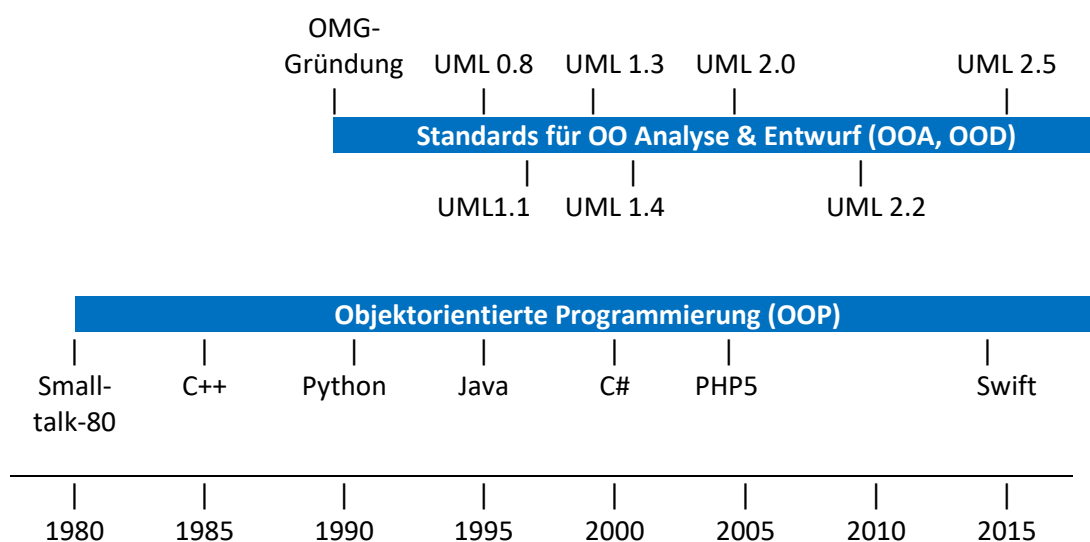 OMG-
Gründung UML 0.8 UML 1.3 UML 2.0 UML 2.5
Standards für OO Analyse & Entwurf (OOA, OOD)
UML1.1 UML 1.4 UML 2.2
Objektorientierte Programmierung (OOP)
Small- C++ Python Java C# PHP5 Swift
talk-80
1980 1985 1990 1995 2000 2005 2010 2015